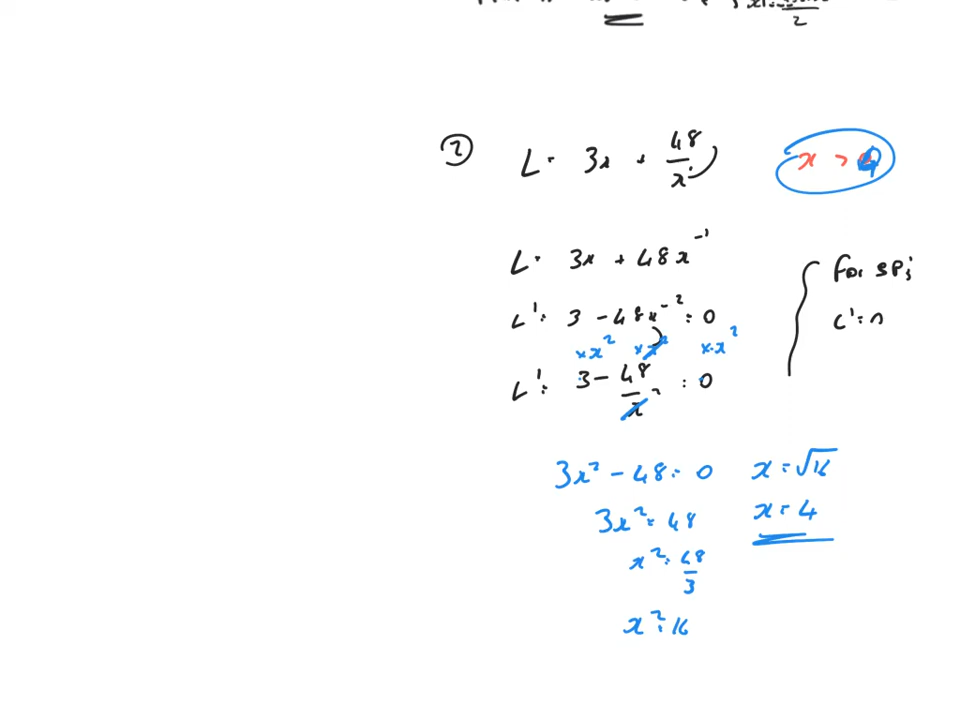 2
② L = 3x + 48/x
x >
L = 3x + 48x⁻¹
For SP;
L' = 3 - 48x⁻² = 0
L' = 0
×x² ×x² ××x²
L' = 3 - 48/x² = 0
3x² - 48 = 0
x = √16
3x² = 48
x = 4
x² = 48/3
x² = 16